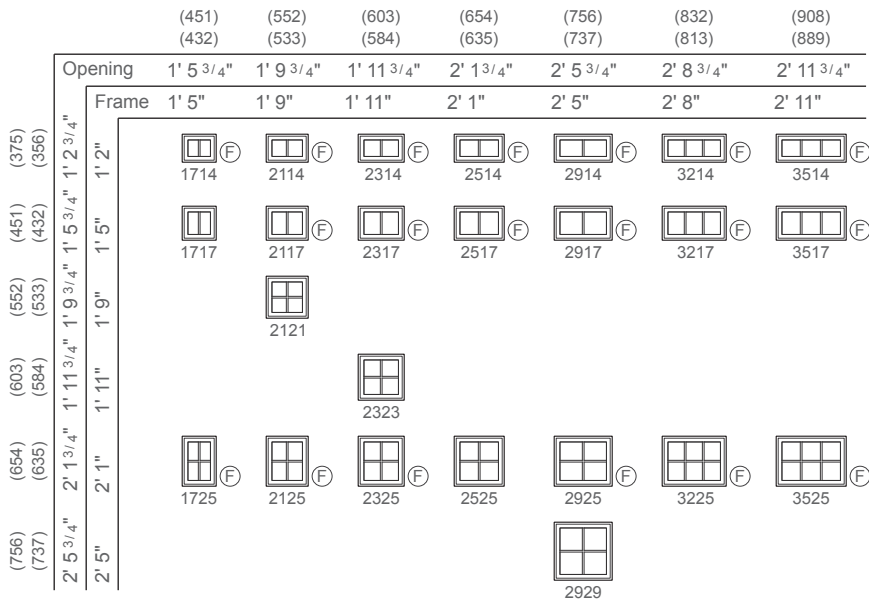 (451) (552) (603) (654) (756) (832) (908)
(432) (533) (584) (635) (737) (813) (889)
Opening 1' 5 3/4" 1' 9 3/4" 1' 11 3/4" 2' 1 3/4" 2' 5 3/4" 2' 8 3/4" 2' 11 3/4"
Frame 1' 5" 1' 9" 1' 11" 2' 1" 2' 5" 2' 8" 2' 11"
(375) (356) 1' 2 3/4" 1' 2" F F F F F F F
1714 2114 2314 2514 2914 3214 3514
(451) (432) 1' 5 3/4" 1' 5" F F F F F F
1717 2117 2317 2517 2917 3217 3517
(552) (533) 1' 9 3/4" 1' 9"
2121
(603) (584) 1' 11 3/4" 1' 11"
2323
(654) (635) 2' 1 3/4" 2' 1" F F F F F F
1725 2125 2325 2525 2925 3225 3525
(756) (737) 2' 5 3/4" 2' 5"
2929